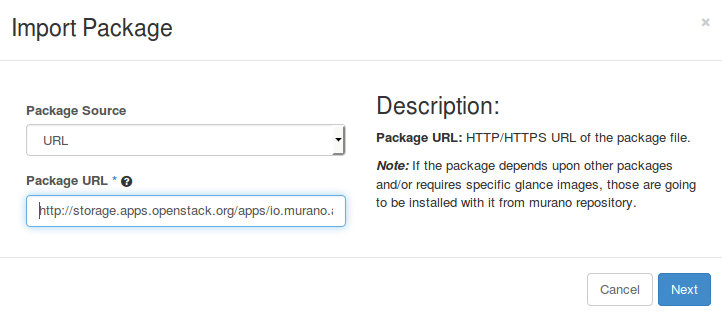 Import Package
×
Package Source
URL
Package URL * ?
http://storage.apps.openstack.org/apps/io.murano.a
Description:
Package URL: HTTP/HTTPS URL of the package file.
Note: If the package depends upon other packages
and/or requires specific glance images, those are going
to be installed with it from murano repository.
Cancel
Next